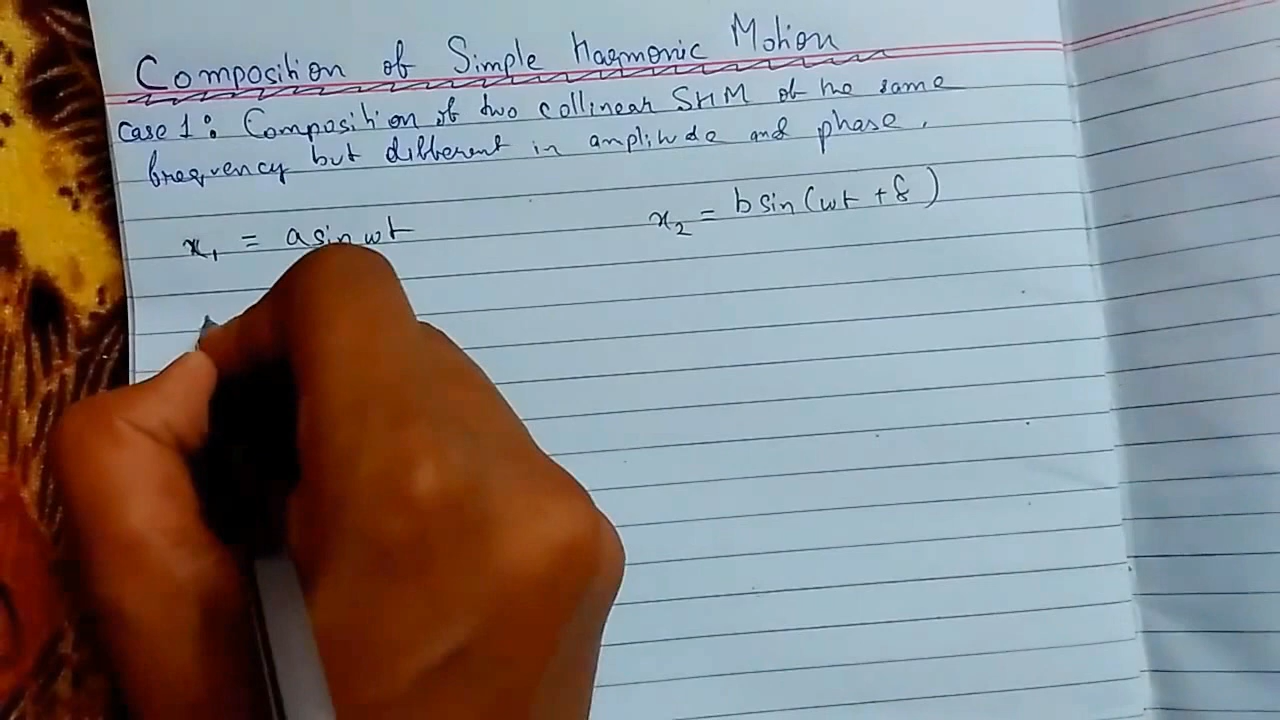 Composition of Simple Harmonic Motion
Case 1: Composition of two collinear SHM of the same
frequency but different in amplitude and phase.
x₁ = a sin ωt
x₂ = b sin(ωt + δ)